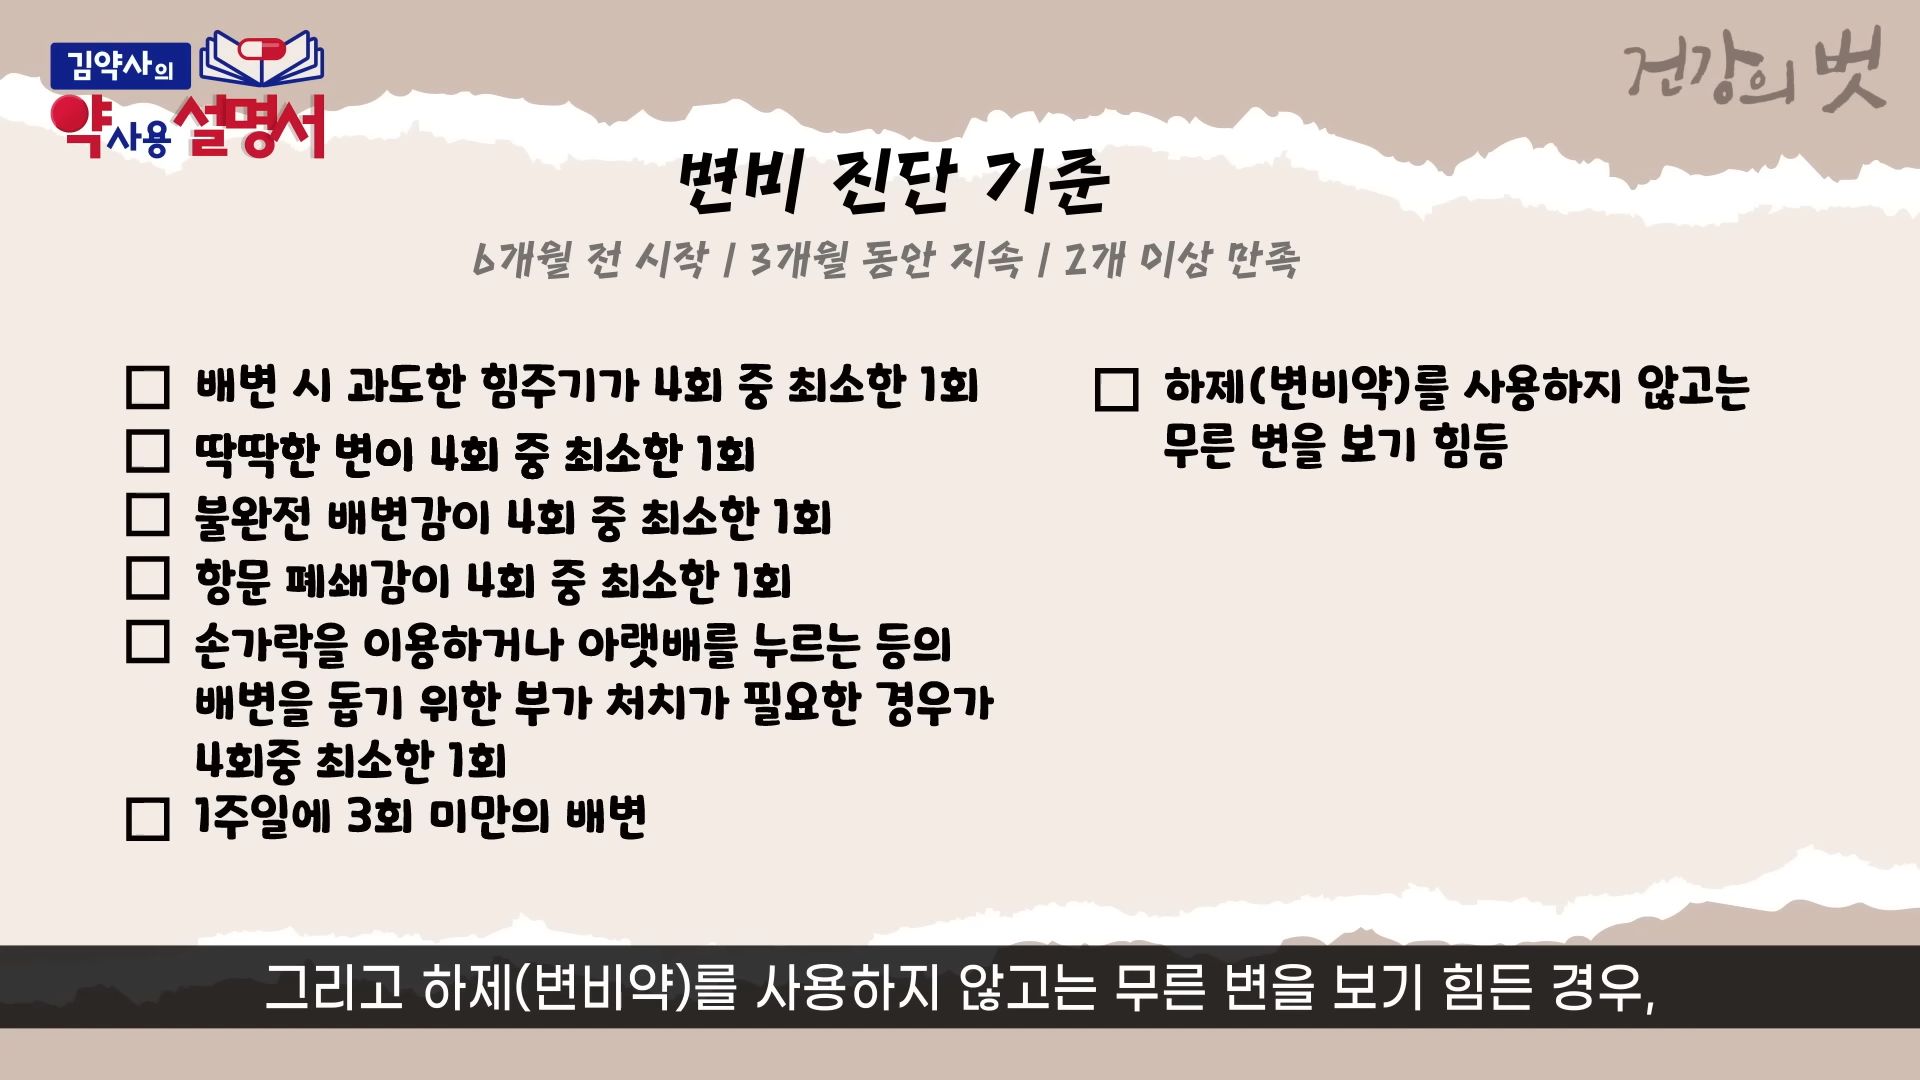 김약사의
약사용설명서
건강의 벗
변비 진단 기준
6개월 전 시작 / 3개월 동안 지속 / 2개 이상 만족
배변 시 과도한 힘주기가 4회 중 최소한 1회
딱딱한 변이 4회 중 최소한 1회
불완전 배변감이 4회 중 최소한 1회
항문 폐쇄감이 4회 중 최소한 1회
손가락을 이용하거나 아랫배를 누르는 등의
배변을 돕기 위한 부가 처치가 필요한 경우가
4회중 최소한 1회
1주일에 3회 미만의 배변
하제(변비약)를 사용하지 않고는
무른 변을 보기 힘듬
그리고 하제(변비약)를 사용하지 않고는 무른 변을 보기 힘든 경우,